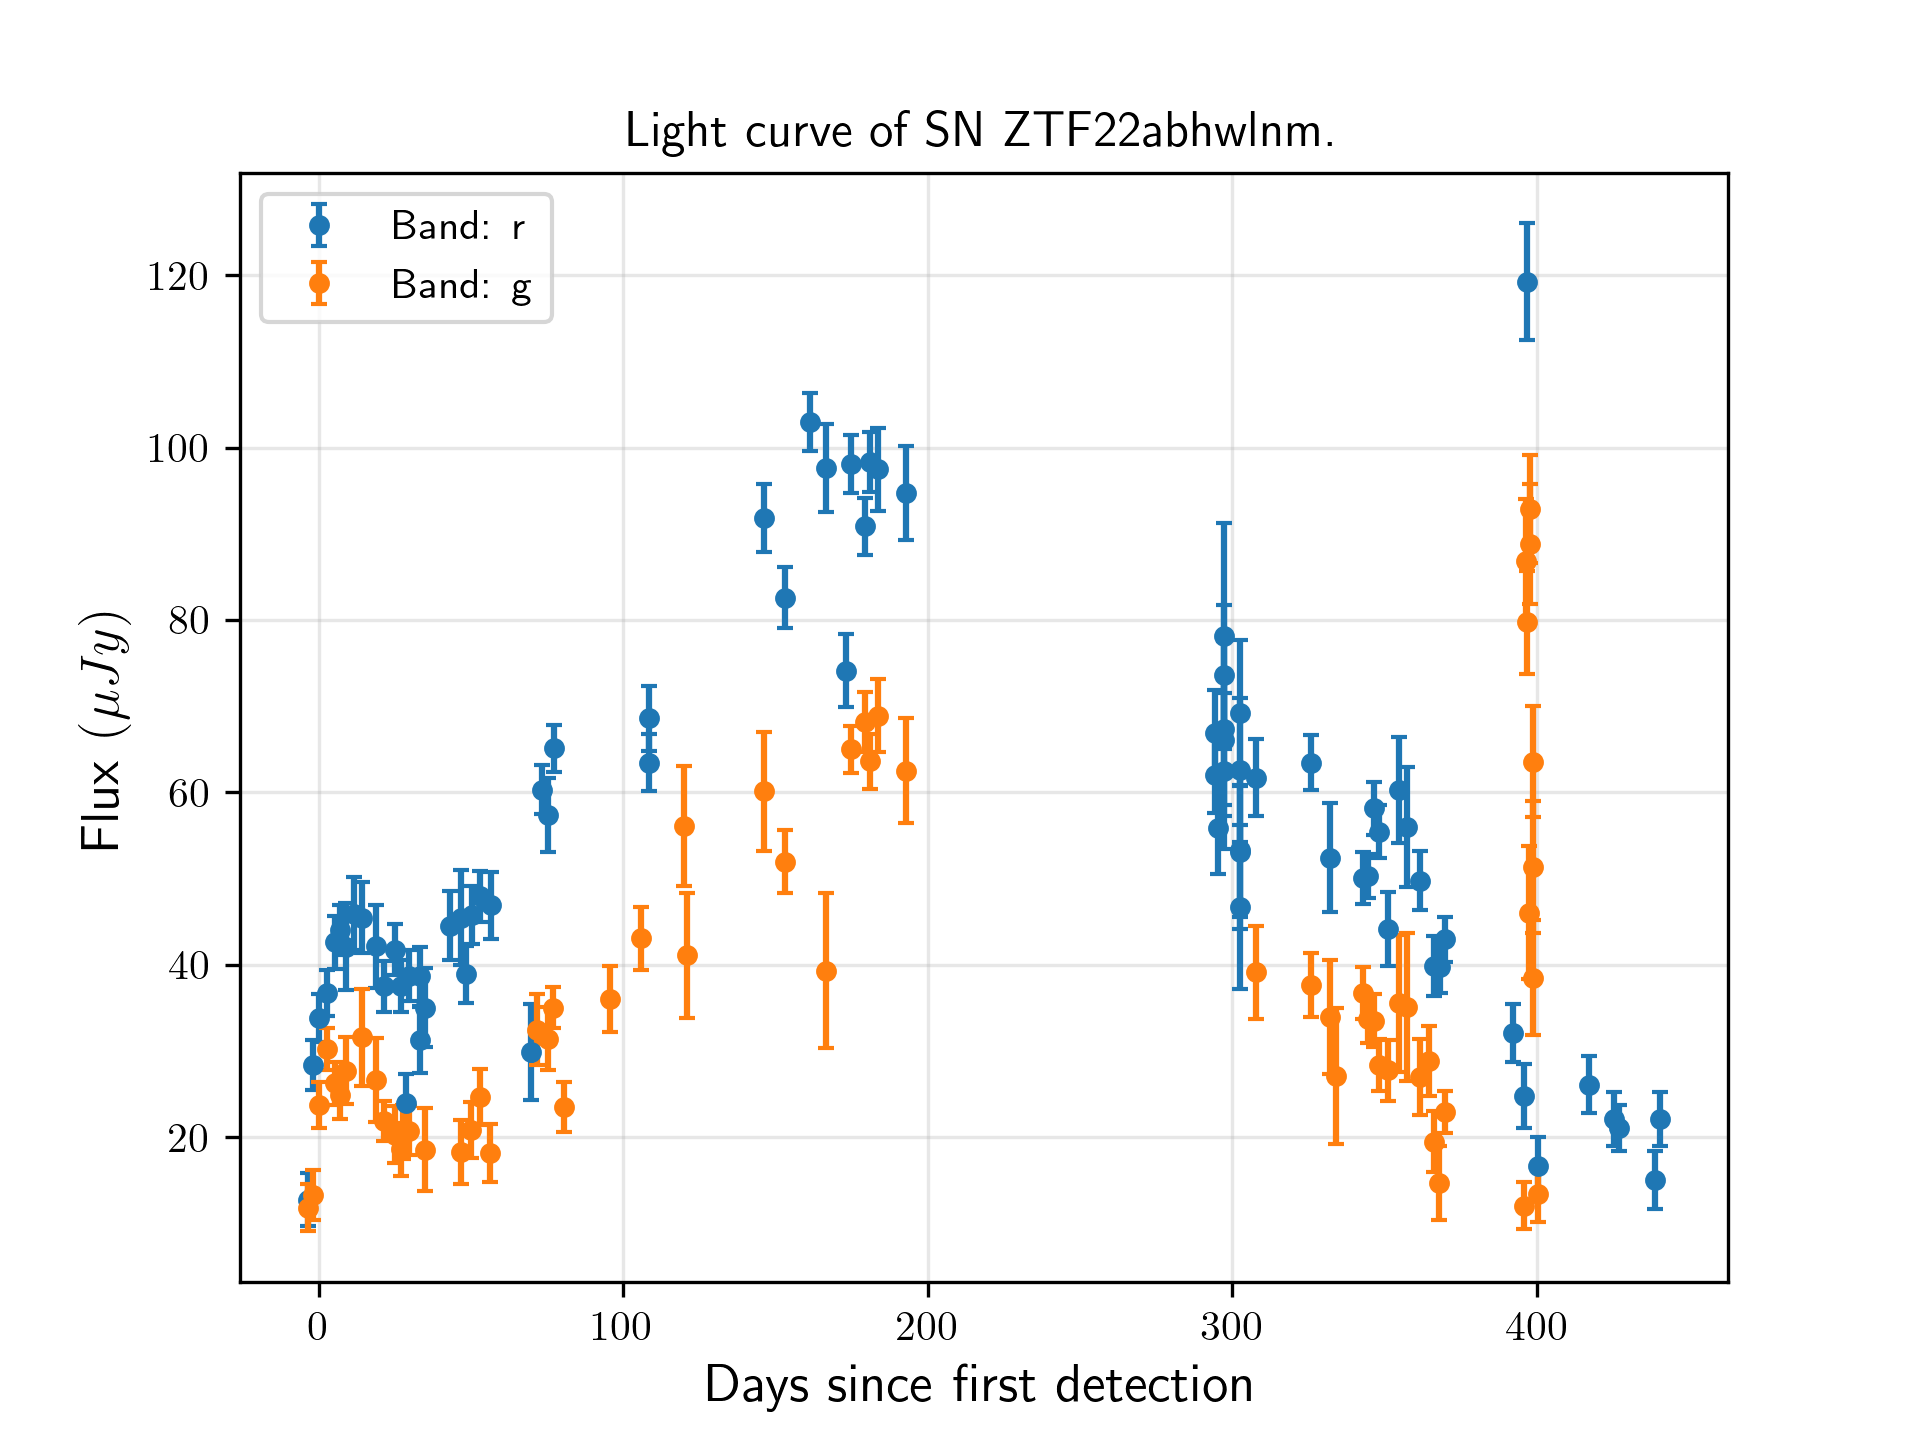 Light curve of SN ZTF22abhwlnm.
Band: r
Band: g
120
100
80
60
40
20
Flux (μJy)
0 100 200 300 400
Days since first detection